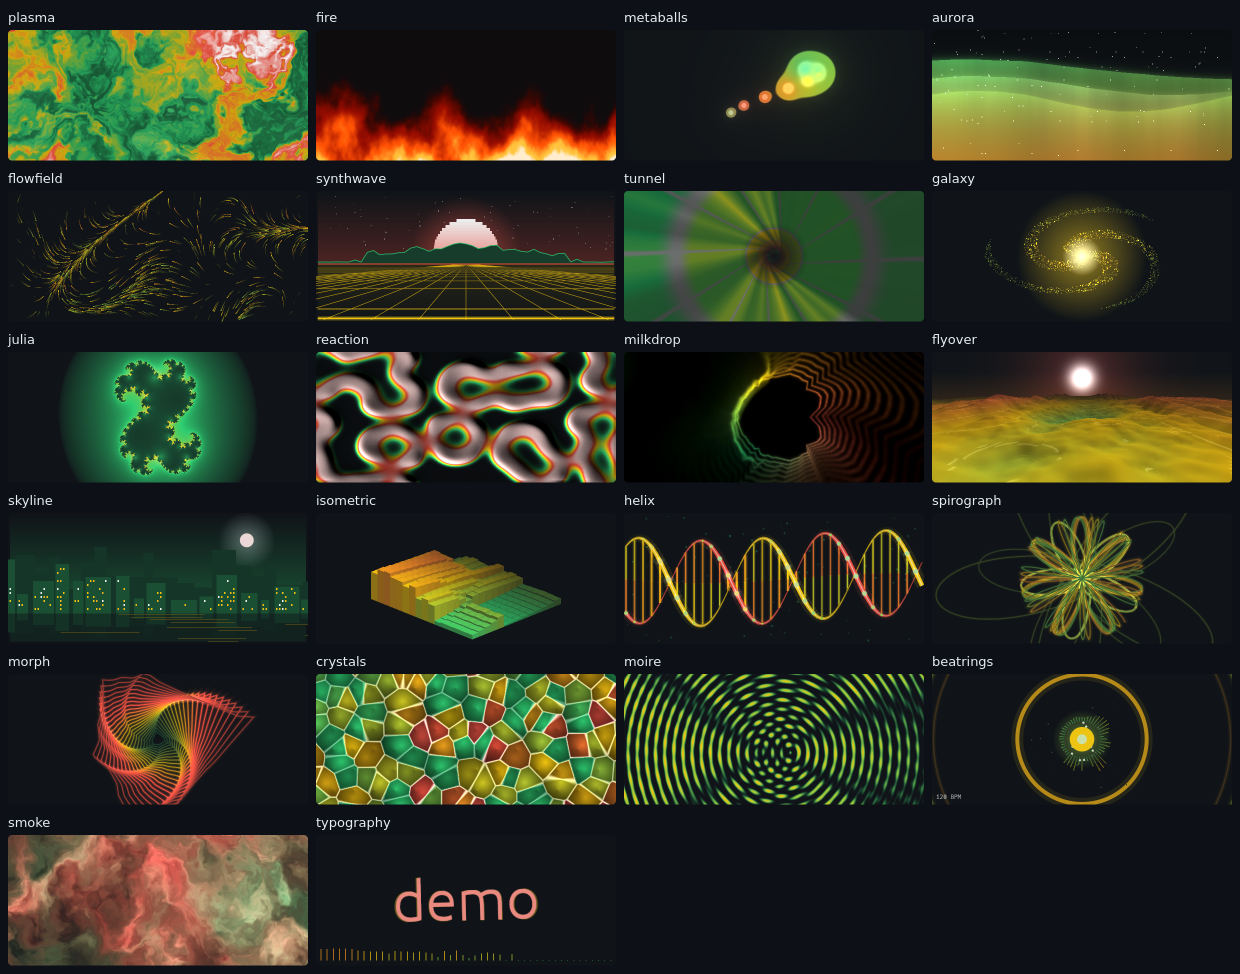 plasma
fire
metaballs
aurora
flowfield
synthwave
tunnel
galaxy
julia
reaction
milkdrop
flyover
skyline
isometric
helix
spirograph
morph
crystals
moire
beatrings
120 BPM
smoke
typography
demo